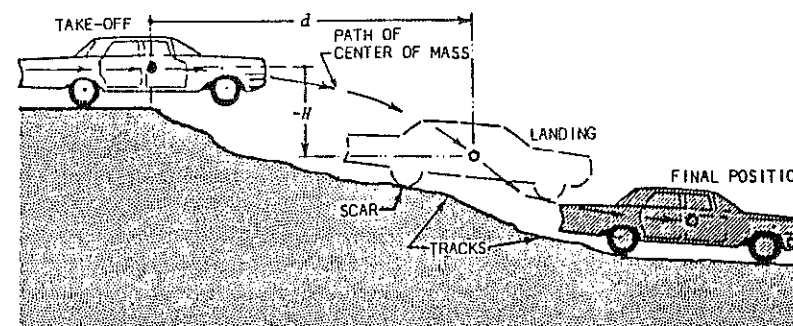 TAKE-OFF
d
PATH OF
CENTER OF MASS
-H
LANDING
FINAL POSITIO
SCAR
TRACKS